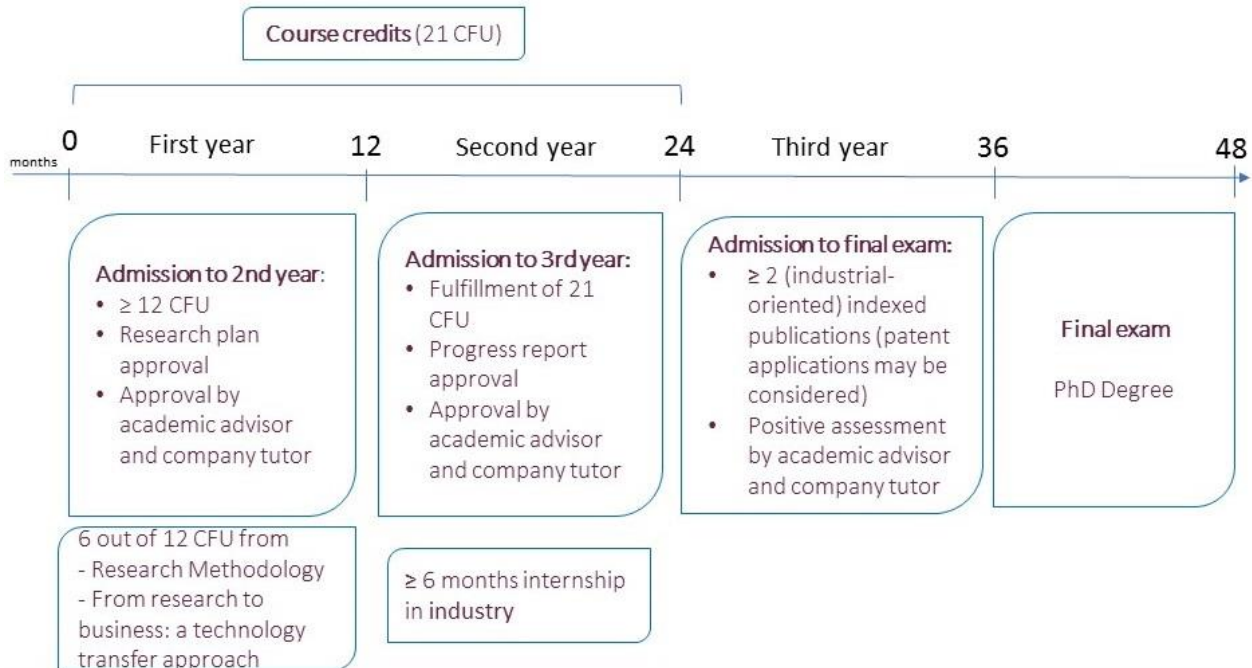 Course credits (21 CFU)
0
First year
12
Second year
24
Third year
36
48
months
Admission to 2nd year:
• ≥ 12 CFU
• Research plan
approval
• Approval by
academic advisor
and company tutor
Admission to 3rd year:
• Fulfillment of 21
CFU
• Progress report
approval
• Approval by
academic advisor
and company tutor
Admission to final exam:
• ≥ 2 (industrial-
oriented) indexed
publications (patent
applications may be
considered)
• Positive assessment
by academic advisor
and company tutor
Final exam
PhD Degree
6 out of 12 CFU from
- Research Methodology
- From research to
business: a technology
transfer approach
≥ 6 months internship
in industry